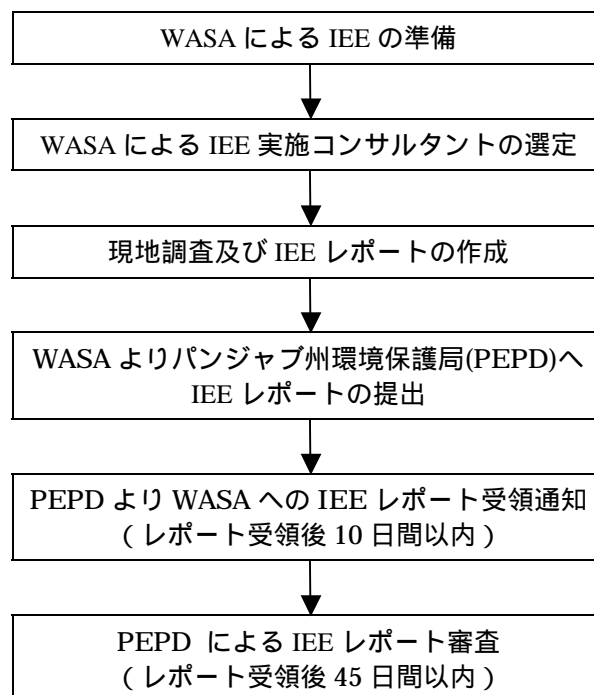 WASA による IEE の準備
WASA による IEE 実施コンサルタントの選定
現地調査及び IEE レポートの作成
WASA よりパンジャブ州環境保護局(PEPD)へ
IEE レポートの提出
PEPD より WASA への IEE レポート受領通知
（レポート受領後 10 日間以内）
PEPD による IEE レポート審査
（レポート受領後 45 日間以内）